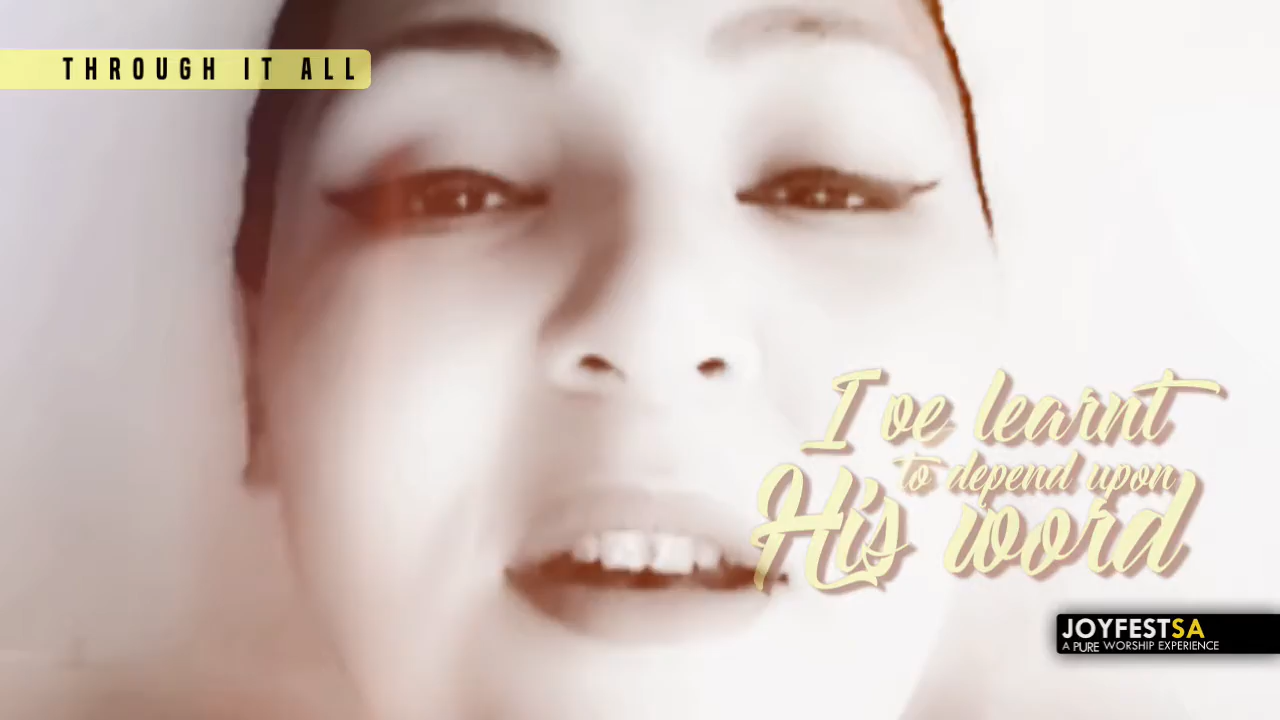 THROUGH IT ALL
I've learnt
to depend upon
His word
JOYFESTSA
A PURE WORSHIP EXPERIENCE